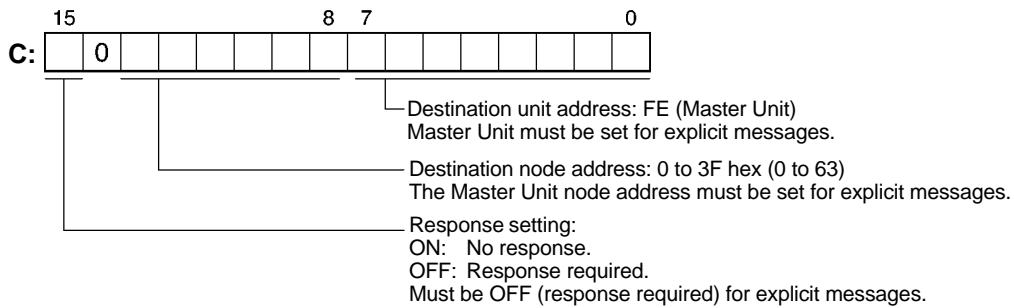 15 8 7 0
C: 0
Destination unit address: FE (Master Unit)
Master Unit must be set for explicit messages.
Destination node address: 0 to 3F hex (0 to 63)
The Master Unit node address must be set for explicit messages.
Response setting:
ON: No response.
OFF: Response required.
Must be OFF (response required) for explicit messages.